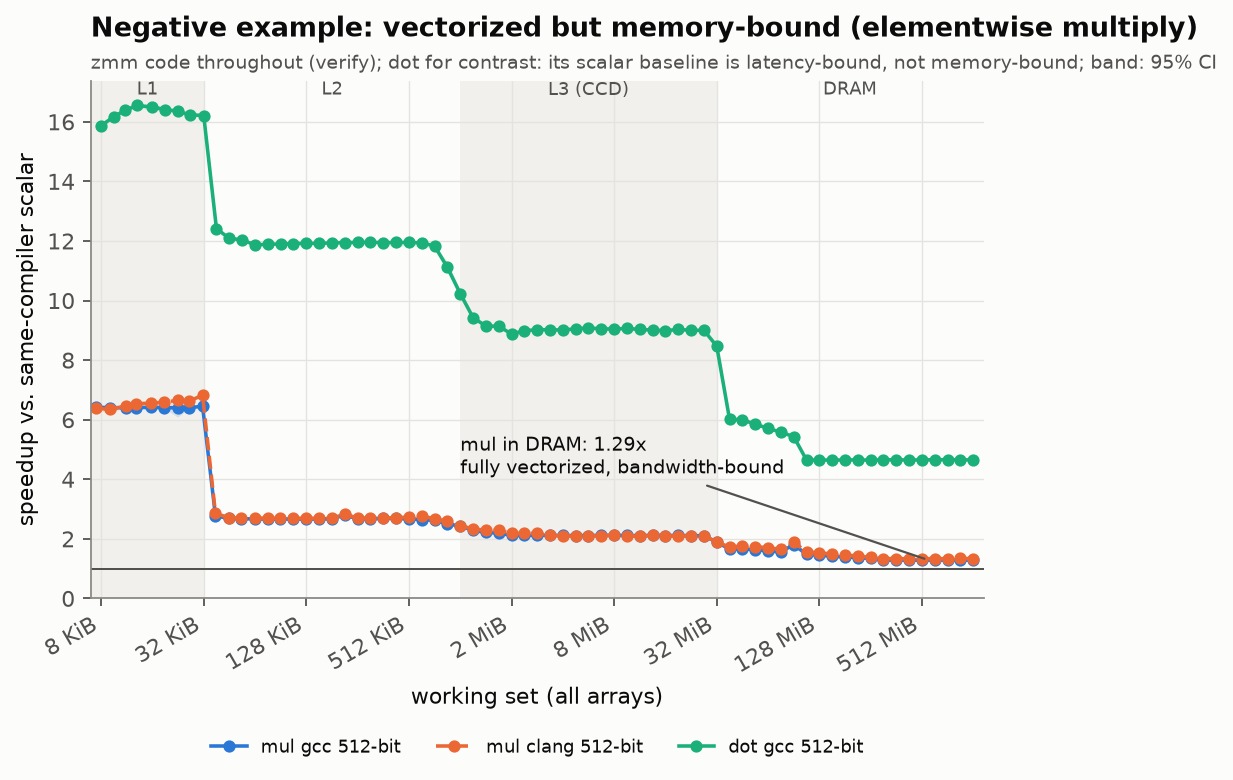 Negative example: vectorized but memory-bound (elementwise multiply)
zmm code throughout (verify); dot for contrast: its scalar baseline is latency-bound, not memory-bound; band: 95% CI
L1 L2 L3 (CCD) DRAM
speedup vs. same-compiler scalar
16
14
12
10
8
6
4
2
0
mul in DRAM: 1.29x
fully vectorized, bandwidth-bound
8 KiB 32 KiB 128 KiB 512 KiB 2 MiB 8 MiB 32 MiB 128 MiB 512 MiB
working set (all arrays)
mul gcc 512-bit mul clang 512-bit dot gcc 512-bit